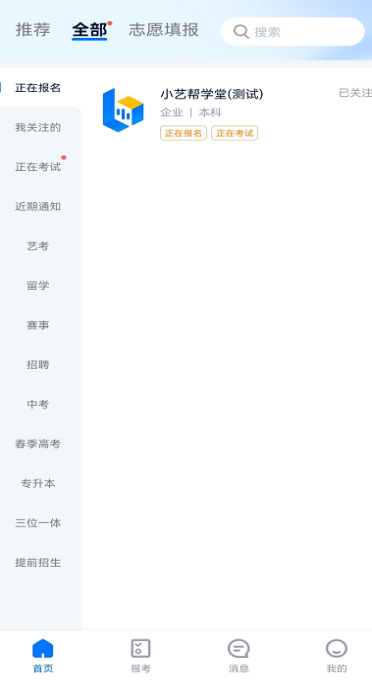 推荐 全部 志愿填报 搜索
正在报名
小艺帮学堂(测试) 已关注
企业 | 本科
正在报名 正在考试
我关注的
正在考试
近期通知
艺考
留学
赛事
招聘
中考
春季高考
专升本
三位一体
提前招生
首页 报考 消息 我的